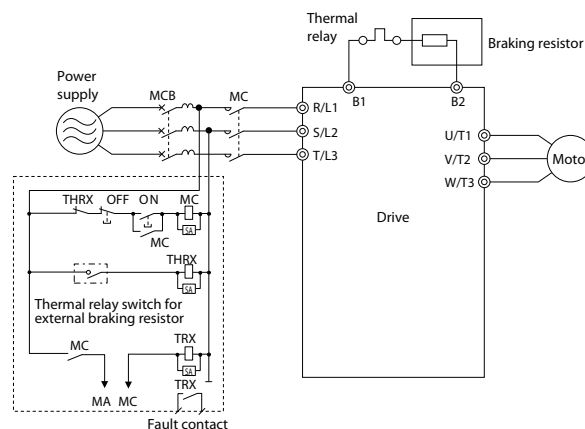 Thermal
relay
Braking resistor
B1
B2
Power
supply
MCB
MC
R/L1
S/L2
T/L3
U/T1
V/T2
W/T3
Moto
Drive
THRX
OFF
ON
MC
SA
MC
THRX
SA
Thermal relay switch for
external braking resistor
MC
TRX
SA
MA
MC
TRX
Fault contact